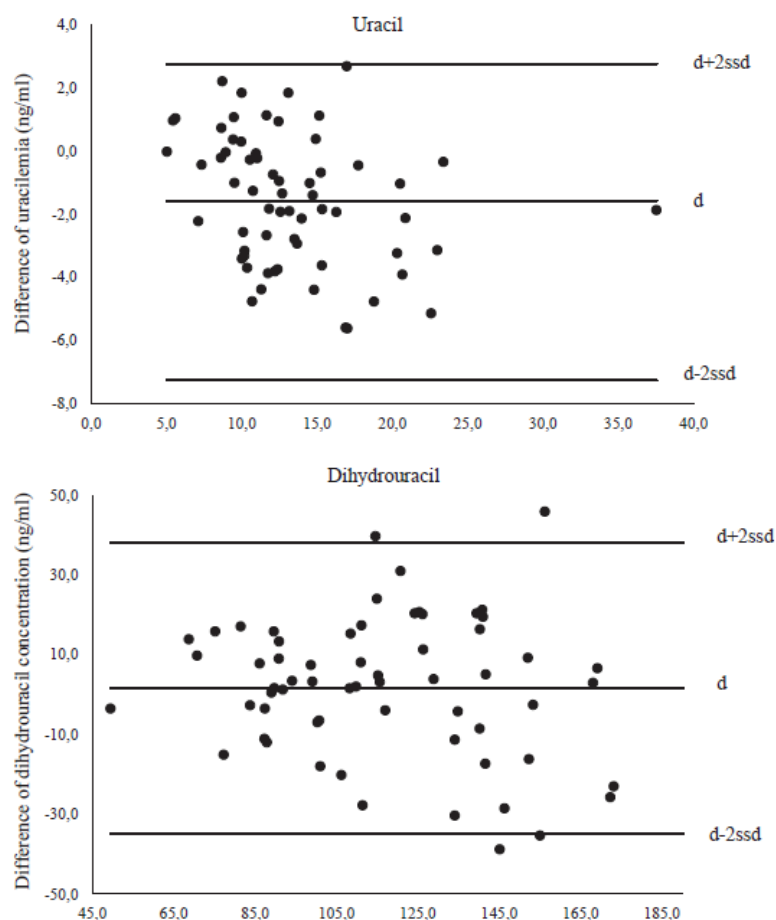 Uracil
Difference of uracilemia (ng/ml)
4,0
2,0
0,0
-2,0
-4,0
-6,0
-8,0
d+2ssd
d
d-2ssd
0,0 5,0 10,0 15,0 20,0 25,0 30,0 35,0 40,0
Dihydrouracil
Difference of dihydrouracil concentration (ng/ml)
50,0
30,0
10,0
-10,0
-30,0
-50,0
d+2ssd
d
d-2ssd
45,0 65,0 85,0 105,0 125,0 145,0 165,0 185,0